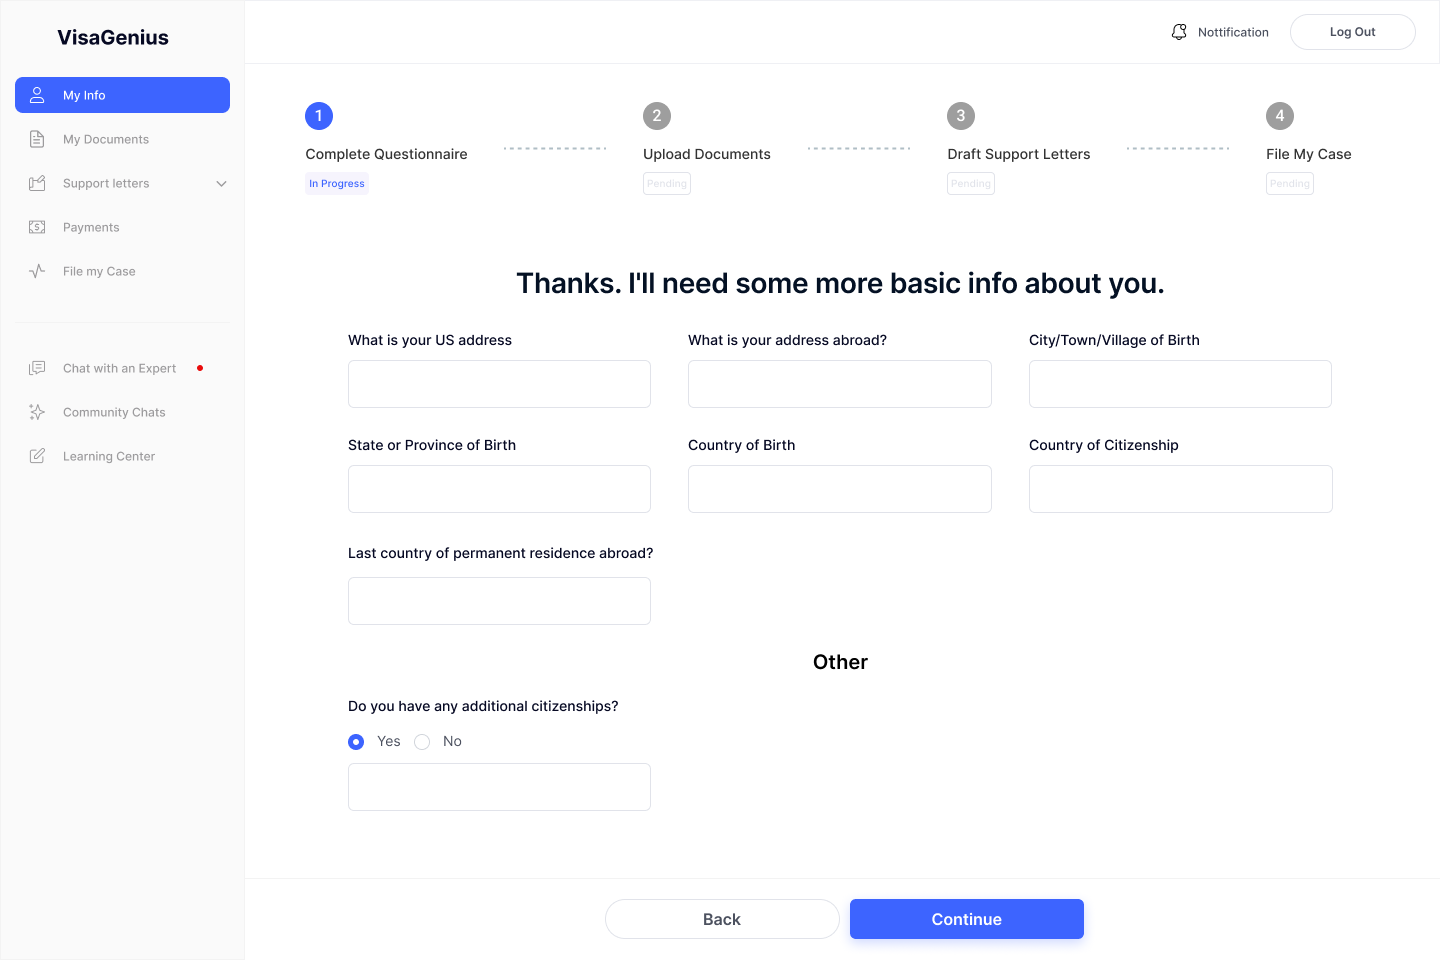 VisaGenius
Nottification
Log Out
My Info
My Documents
Support letters
Payments
File my Case
Chat with an Expert
Community Chats
Learning Center
1
Complete Questionnaire
In Progress
2
Upload Documents
Pending
3
Draft Support Letters
Pending
4
File My Case
Pending
Thanks. I'll need some more basic info about you.
What is your US address
What is your address abroad?
City/Town/Village of Birth
State or Province of Birth
Country of Birth
Country of Citizenship
Last country of permanent residence abroad?
Other
Do you have any additional citizenships?
Yes
No
Back
Continue